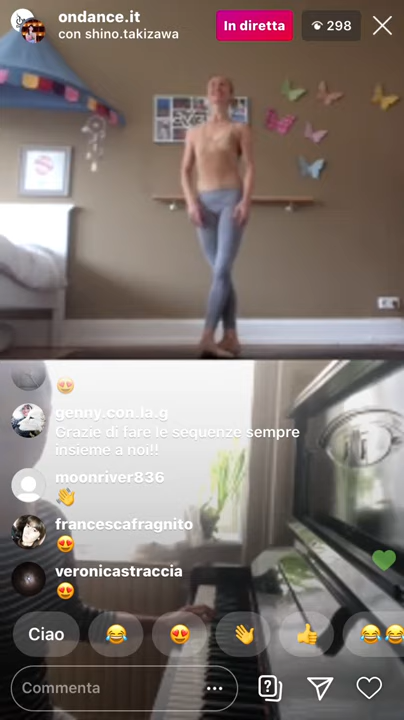 ondance.it
con shino.takizawa
In diretta
298
genny.con.la.g
Grazie di fare le sequenze sempre
insieme a noi!!
moonriver836
francescafragnito
veronicastraccia
Ciao
Commenta